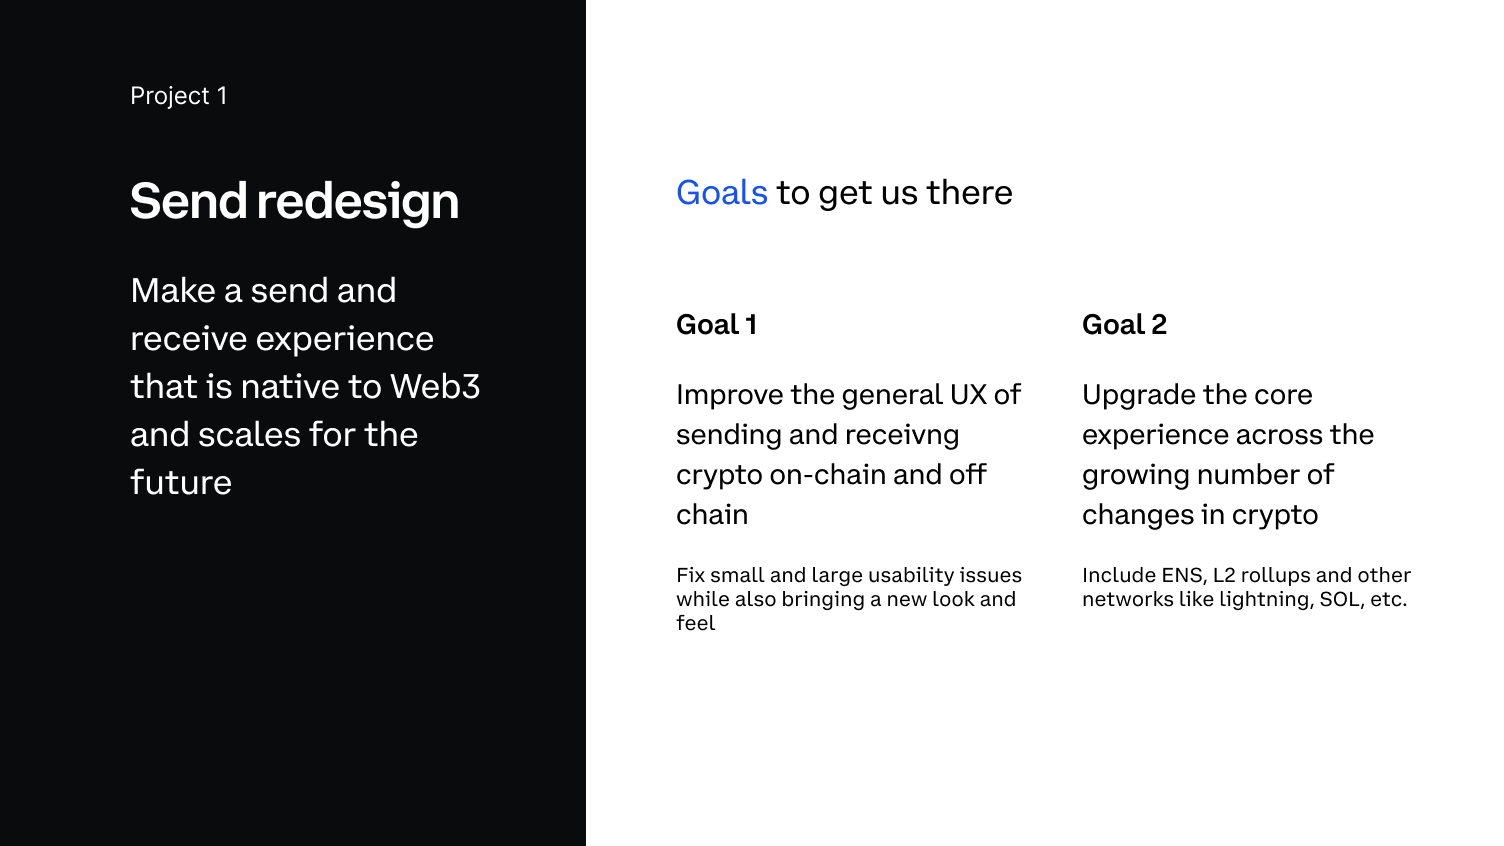 Project 1
Send redesign
Make a send and
receive experience
that is native to Web3
and scales for the
future
Goals to get us there
Goal 1
Improve the general UX of
sending and receivng
crypto on-chain and off
chain
Fix small and large usability issues
while also bringing a new look and
feel
Goal 2
Upgrade the core
experience across the
growing number of
changes in crypto
Include ENS, L2 rollups and other
networks like lightning, SOL, etc.